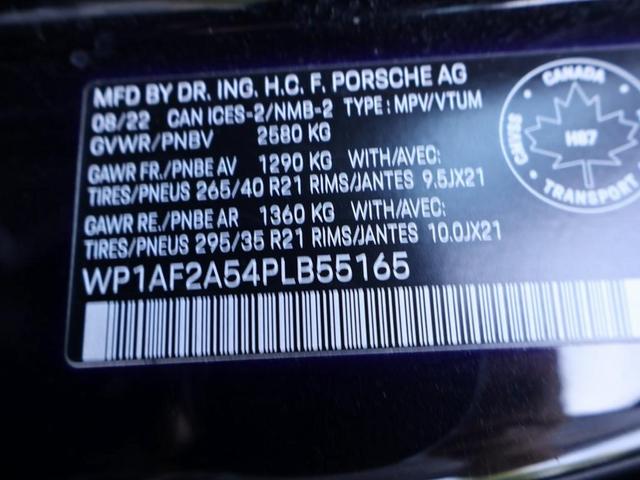 MFD BY DR. ING. H.C. F. PORSCHE AG
08/22 CAN ICES-2/NMB-2 TYPE: MPV/VTUM
GVWR/PNBV 2580 KG
GAWR FR./PNBE AV 1290 KG WITH/AVEC:
TIRES/PNEUS 265/40 R21 RIMS/JANTES 9.5JX21
GAWR RE./PNBE AR 1360 KG WITH/AVEC:
TIRES/PNEUS 295/35 R21 RIMS/JANTES 10.0JX21
WP1AF2A54PLB55165
CANADA
TRANSPORT